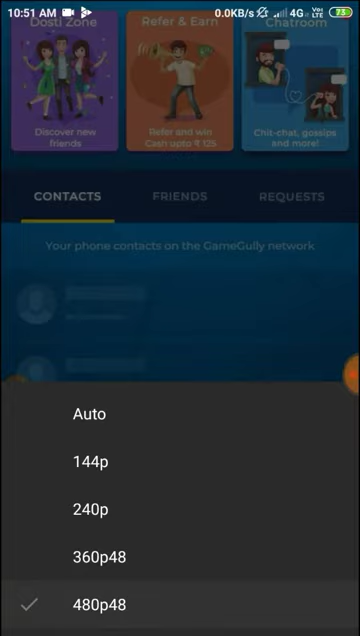 10:51 AM 0.0KB/s 4G VoLTE 73
Dosti Zone
Discover new
friends
Refer & Earn
Refer and win
Cash upto ₹ 125
Chatroom
Chit-chat, gossips
and more!
CONTACTS FRIENDS REQUESTS
Your phone contacts on the GameGully network
Auto
144p
240p
360p48
480p48